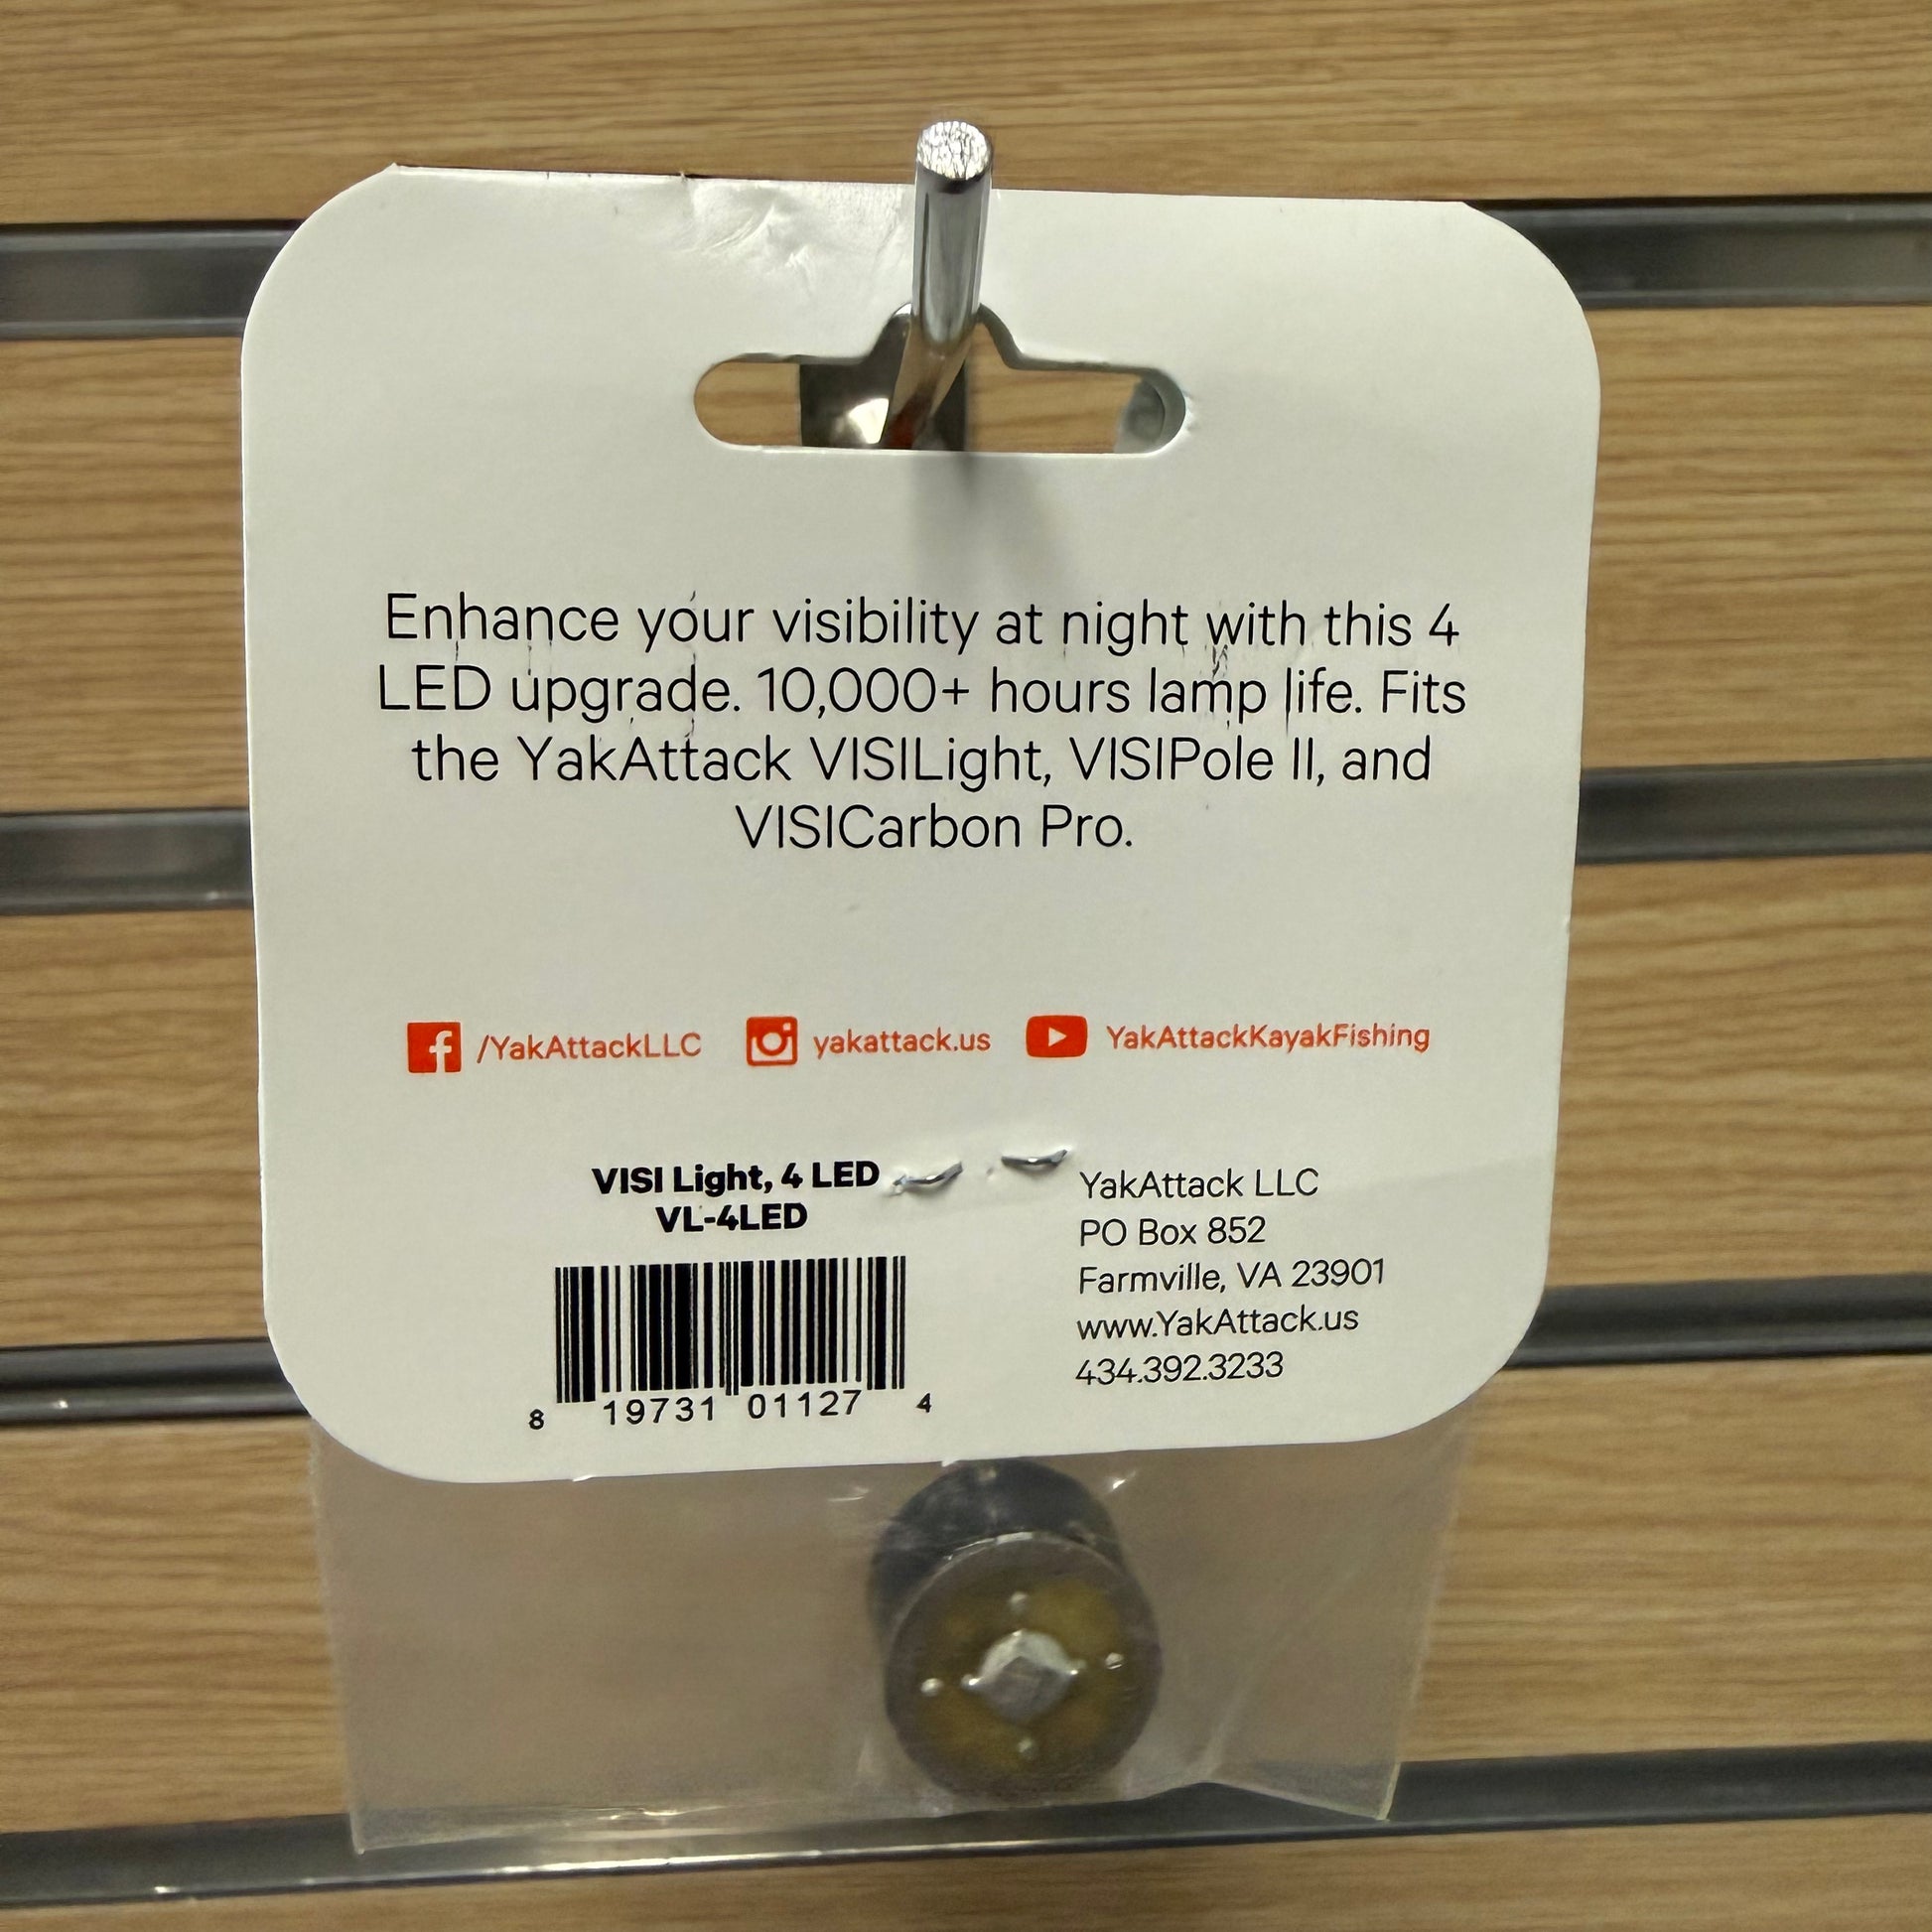 Enhance your visibility at night with this 4
LED upgrade. 10,000+ hours lamp life. Fits
the YakAttack VISILight, VISIPole II, and
VISICarbon Pro.
/YakAttackLLC yakattack.us YakAttackKayakFishing
VISI Light, 4 LED
VL-4LED
8 19731 01127 4
YakAttack LLC
PO Box 852
Farmville, VA 23901
www.YakAttack.us
434.392.3233